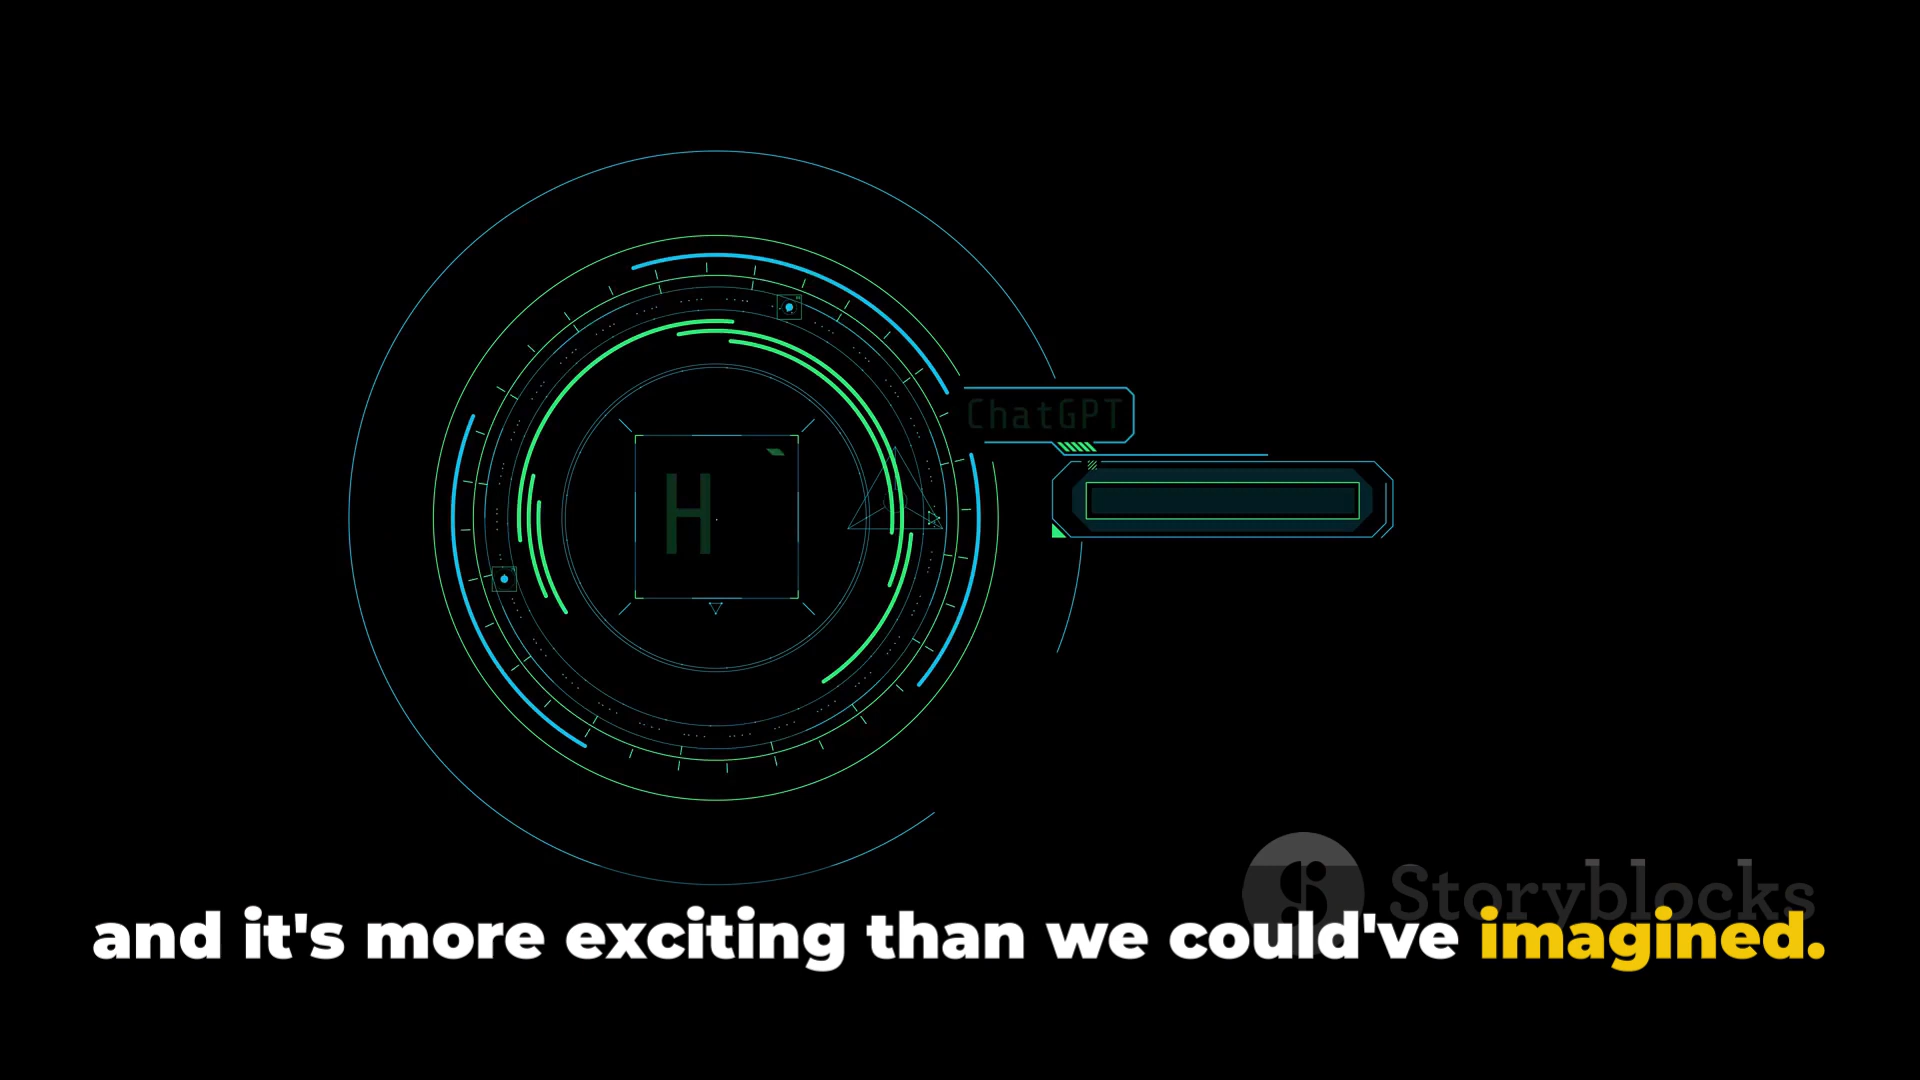 ChatGPT
H
Storyblocks
and it's more exciting than we could've imagined.